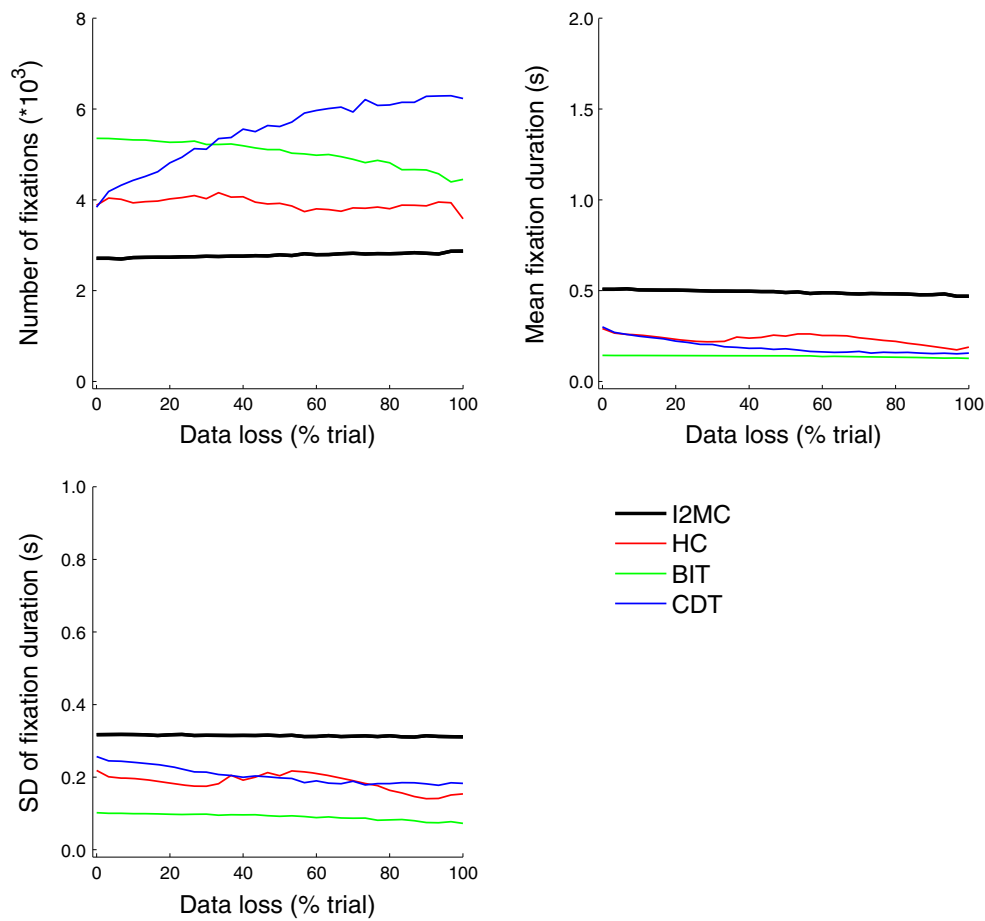 Number of fixations (*10^3)
8
6
4
2
0
0 20 40 60 80 100
Data loss (% trial)
Mean fixation duration (s)
2.0
1.5
1.0
0.5
0.0
0 20 40 60 80 100
Data loss (% trial)
SD of fixation duration (s)
1.0
0.8
0.6
0.4
0.2
0.0
0 20 40 60 80 100
Data loss (% trial)
I2MC
HC
BIT
CDT